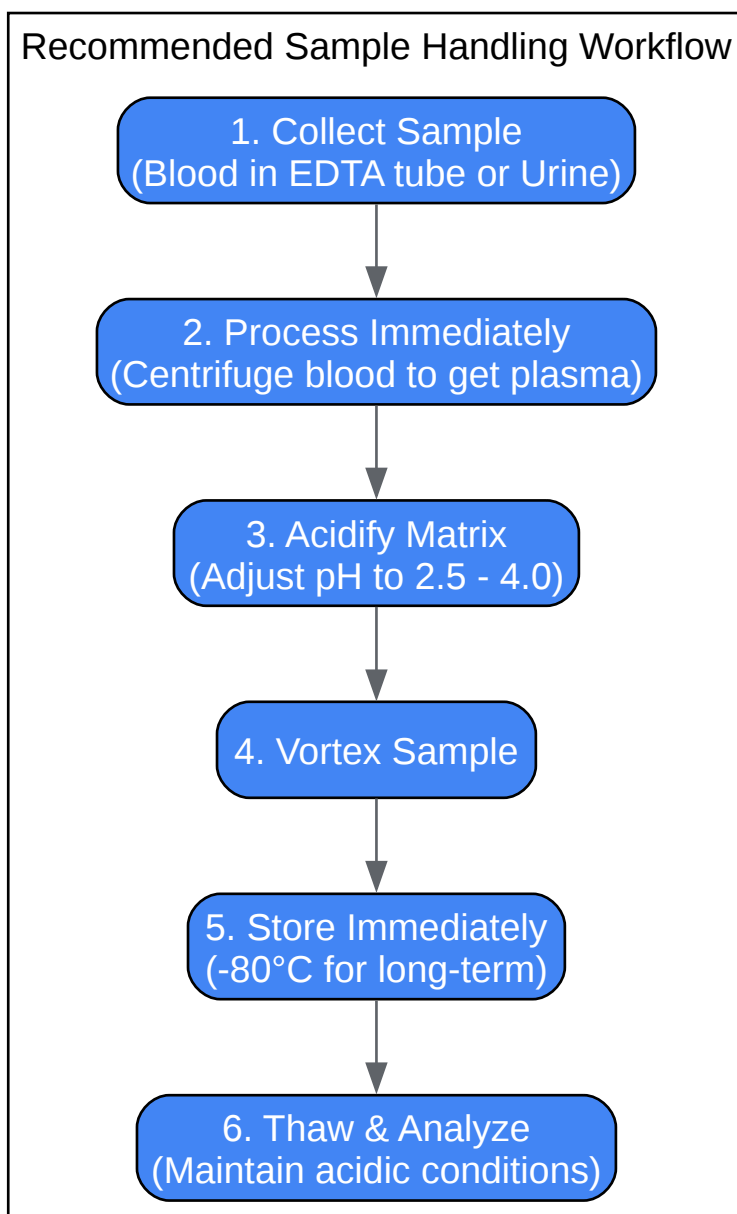 Recommended Sample Handling Workflow
1. Collect Sample
(Blood in EDTA tube or Urine)
2. Process Immediately
(Centrifuge blood to get plasma)
3. Acidify Matrix
(Adjust pH to 2.5 - 4.0)
4. Vortex Sample
5. Store Immediately
(-80°C for long-term)
6. Thaw & Analyze
(Maintain acidic conditions)